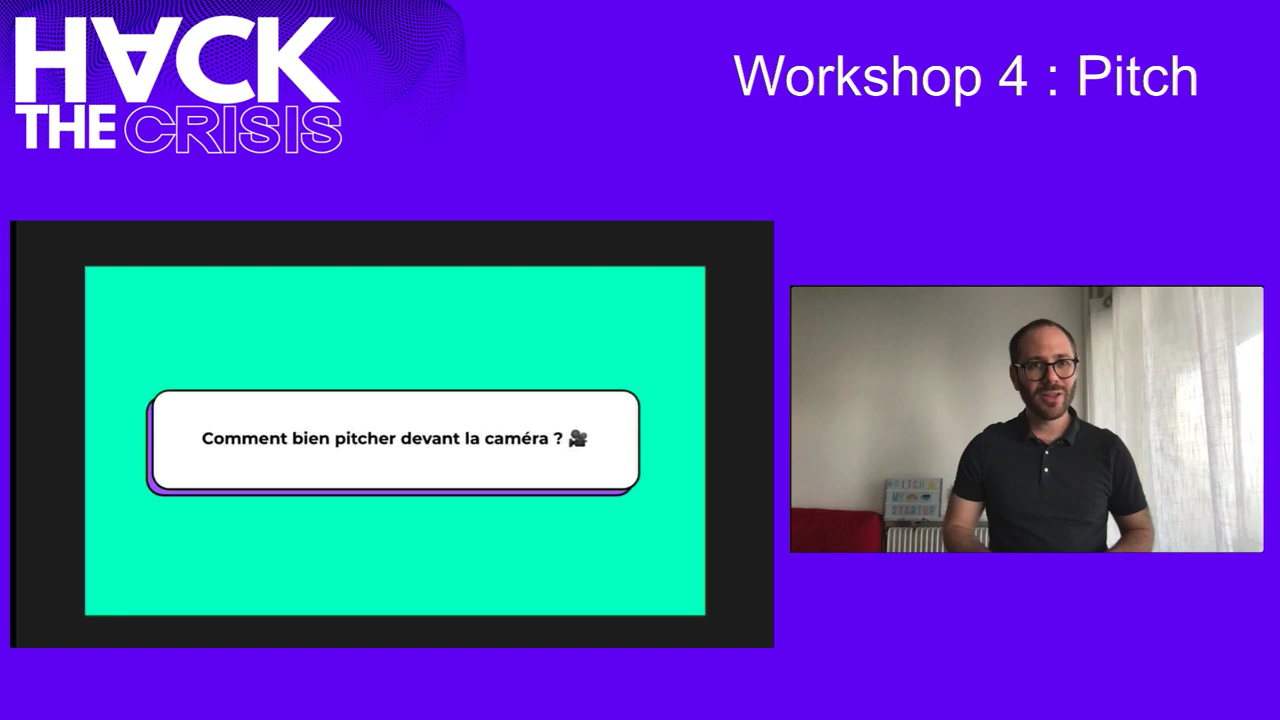 HACK
THE CRISIS
Workshop 4 : Pitch
Comment bien pitcher devant la caméra ? 🎥
#PITCH
MY
STARTUP